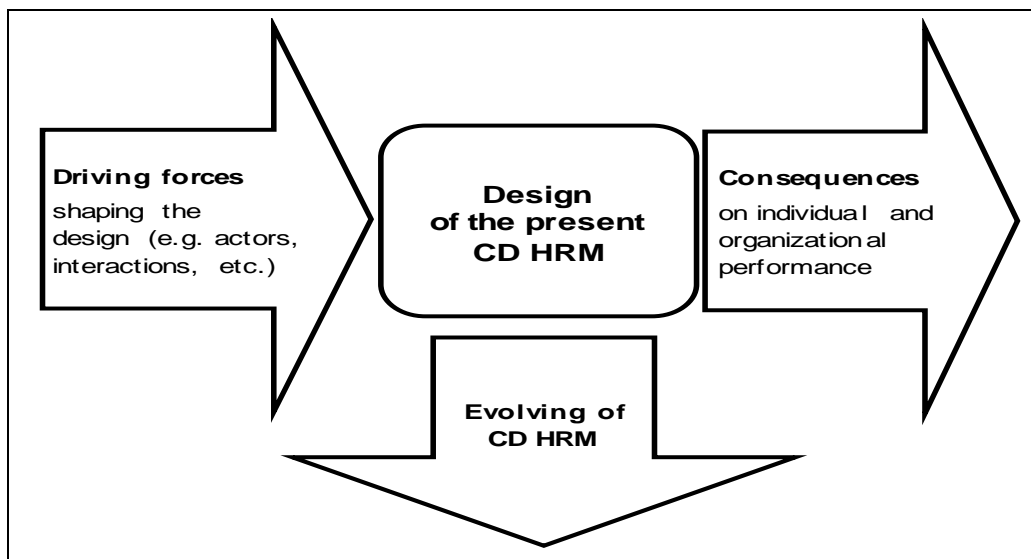 Driving forces
shaping the
design (e.g. actors,
interactions, etc.)
Design
of the present
CD HRM
Consequences
on individual and
organizational
performance
Evolving of
CD HRM